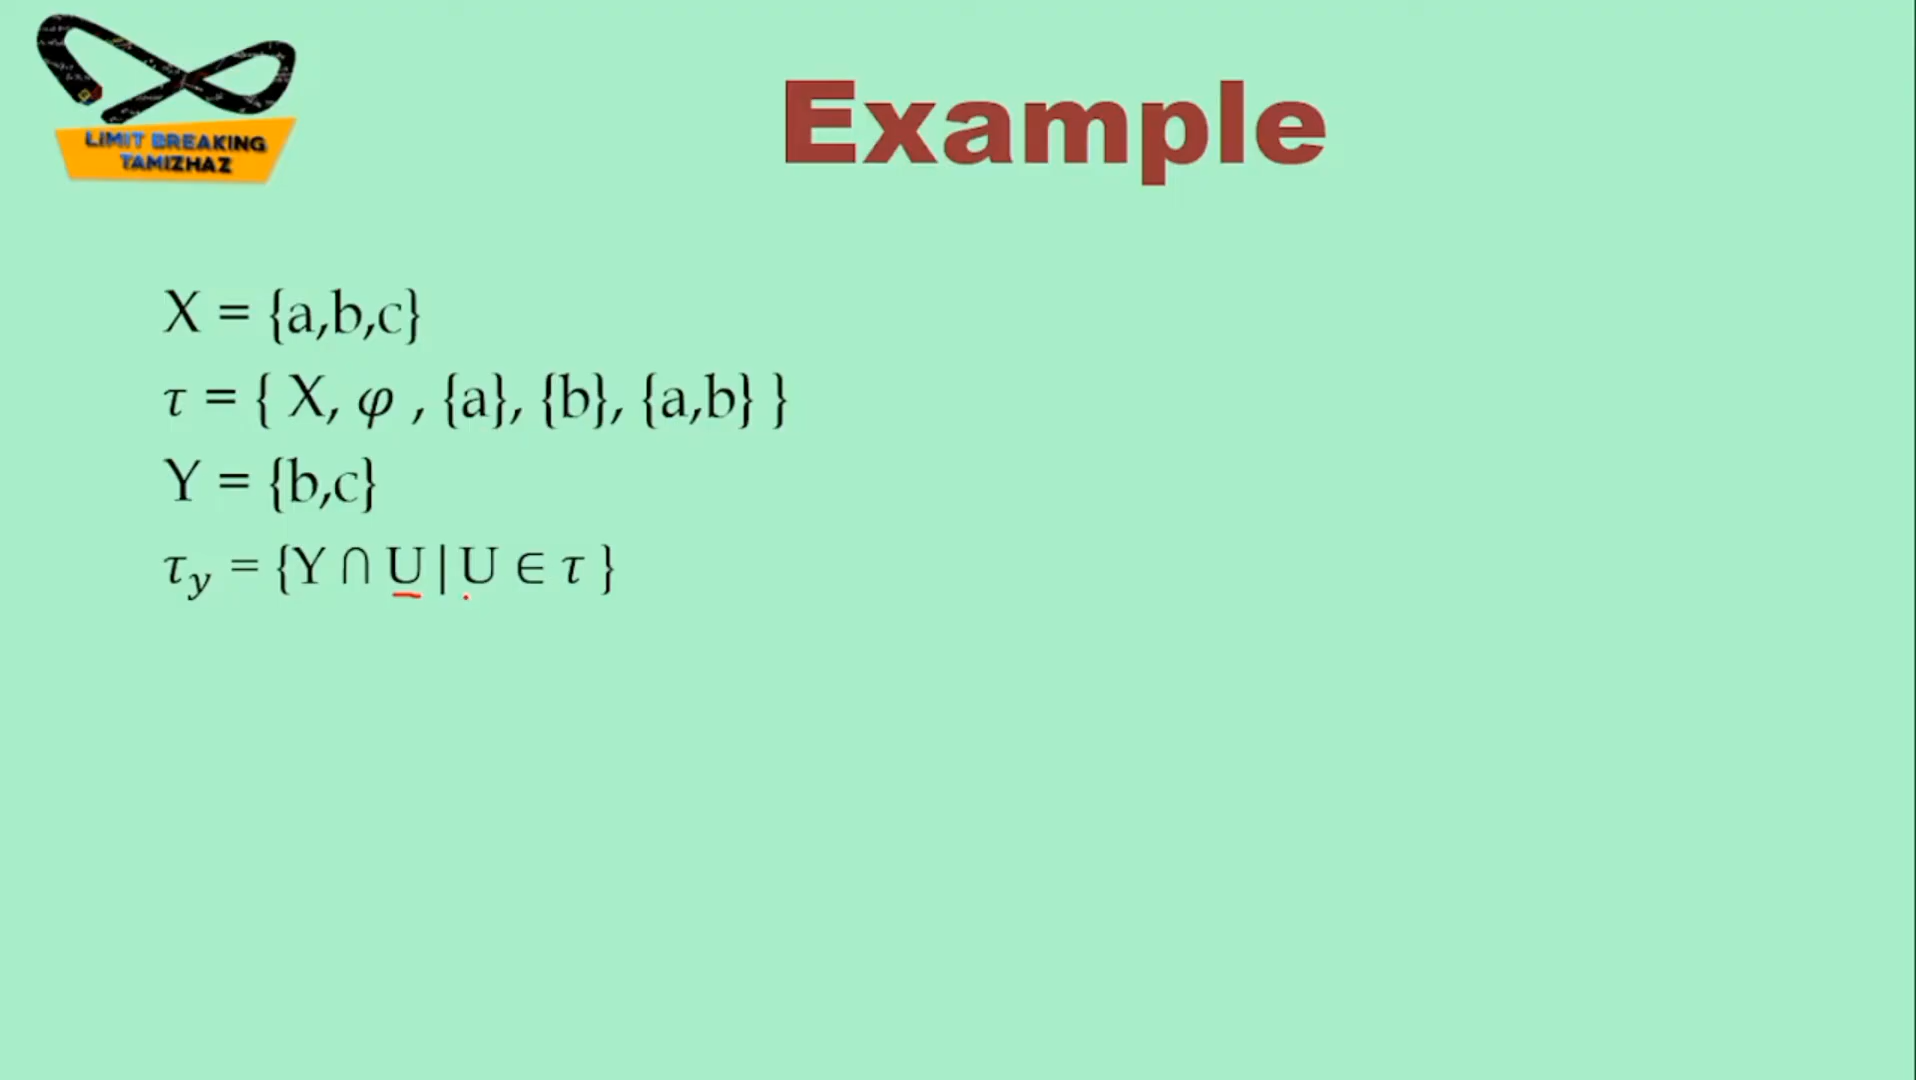 LIMIT BREAKING
TAMIZHAZ
Example
X = {a,b,c}
τ = { X, φ , {a}, {b}, {a,b} }
Y = {b,c}
τ_y = {Y ∩ U | U ∈ τ }